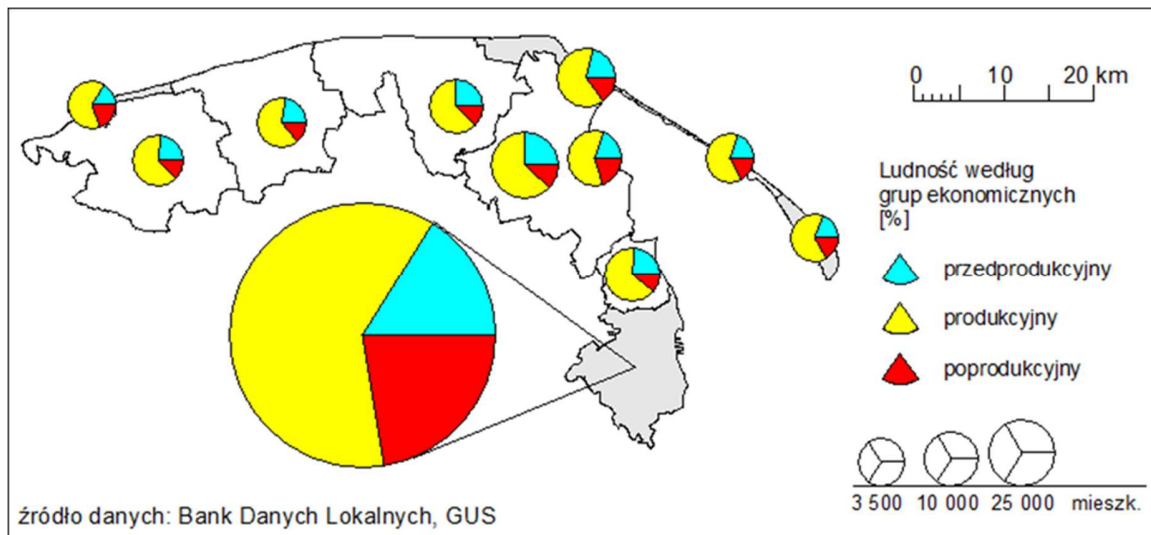 0 10 20 km
Ludność według
grup ekonomicznych
[%]
przedprodukcyjny
produkcyjny
poprodukcyjny
3 500 10 000 25 000 mieszk.
źródło danych: Bank Danych Lokalnych, GUS